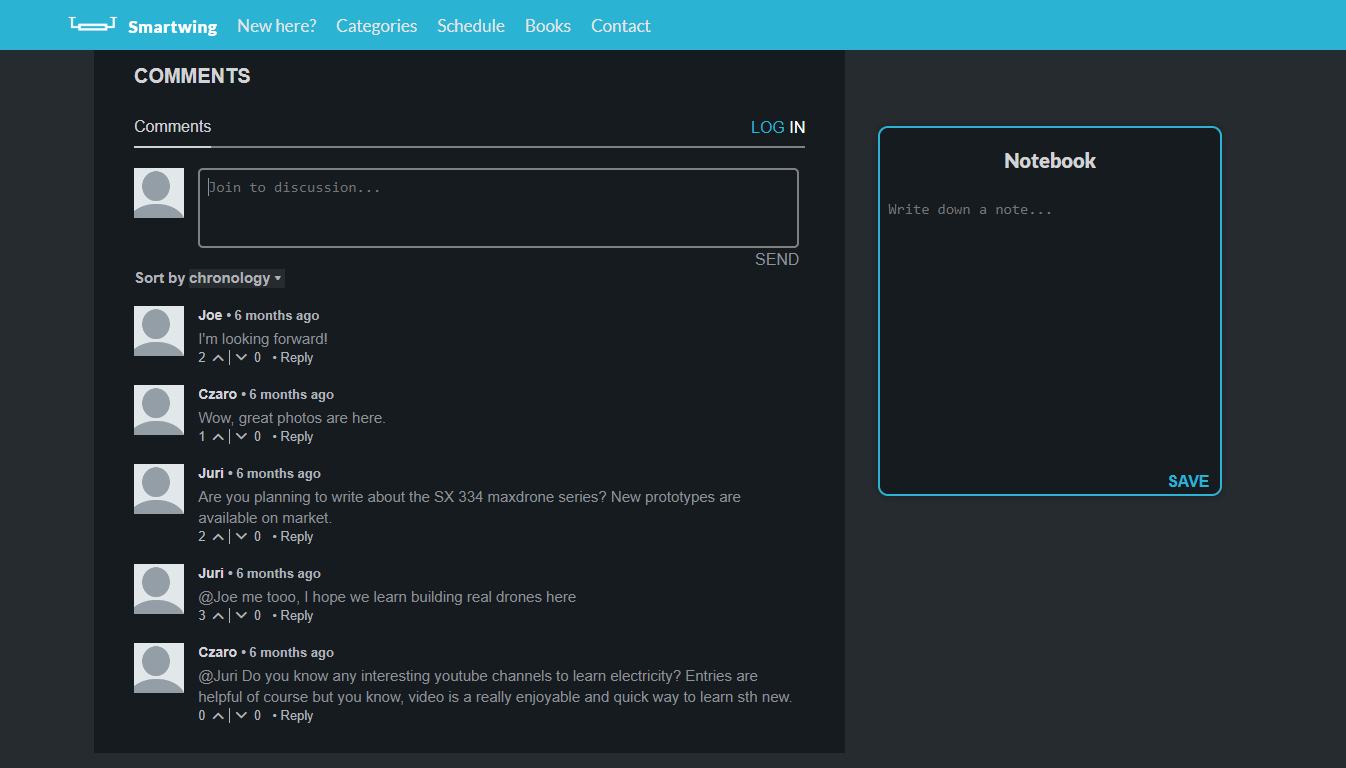 Smartwing New here? Categories Schedule Books Contact
COMMENTS
Comments LOG IN
Join to discussion...
SEND
Sort by chronology
Joe • 6 months ago
I'm looking forward!
2 | 0 • Reply
Czaro • 6 months ago
Wow, great photos are here.
1 | 0 • Reply
Juri • 6 months ago
Are you planning to write about the SX 334 maxdrone series? New prototypes are
available on market.
2 | 0 • Reply
Juri • 6 months ago
@Joe me tooo, I hope we learn building real drones here
3 | 0 • Reply
Czaro • 6 months ago
@Juri Do you know any interesting youtube channels to learn electricity? Entries are
helpful of course but you know, video is a really enjoyable and quick way to learn sth new.
0 | 0 • Reply
Notebook
Write down a note...
SAVE